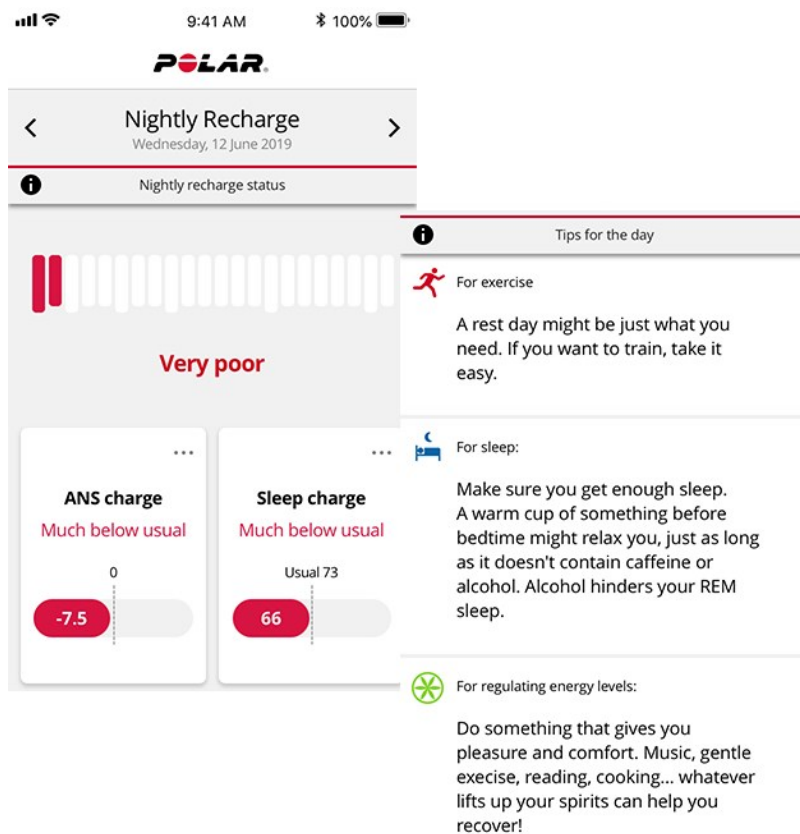 9:41 AM
100%
POLAR.
Nightly Recharge
Wednesday, 12 June 2019
Nightly recharge status
Very poor
ANS charge
Much below usual
0
-7.5
Sleep charge
Much below usual
Usual 73
66
Tips for the day
For exercise
A rest day might be just what you
need. If you want to train, take it
easy.
For sleep:
Make sure you get enough sleep.
A warm cup of something before
bedtime might relax you, just as long
as it doesn't contain caffeine or
alcohol. Alcohol hinders your REM
sleep.
For regulating energy levels:
Do something that gives you
pleasure and comfort. Music, gentle
execise, reading, cooking... whatever
lifts up your spirits can help you
recover!